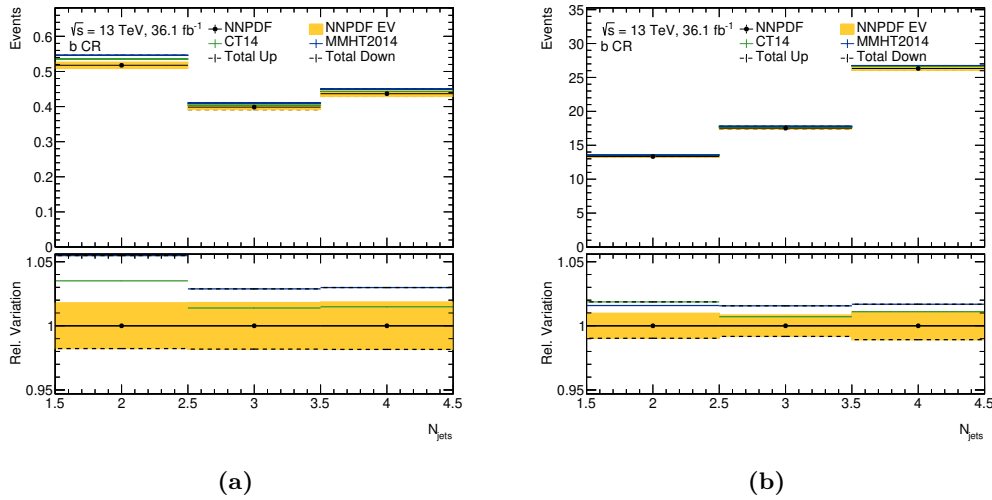 Events
0.6
0.5
0.4
0.3
0.2
0.1
0
√s = 13 TeV, 36.1 fb⁻¹
b CR
NNPDF
NNPDF EV
CT14
MMHT2014
Total Up
Total Down
Rel. Variation
1.05
1
0.95
1.5 2 2.5 3 3.5 4 4.5
N_jets
(a)
Events
35
30
25
20
15
10
5
0
√s = 13 TeV, 36.1 fb⁻¹
b CR
NNPDF
NNPDF EV
CT14
MMHT2014
Total Up
Total Down
Rel. Variation
1.05
1
0.95
1.5 2 2.5 3 3.5 4 4.5
N_jets
(b)